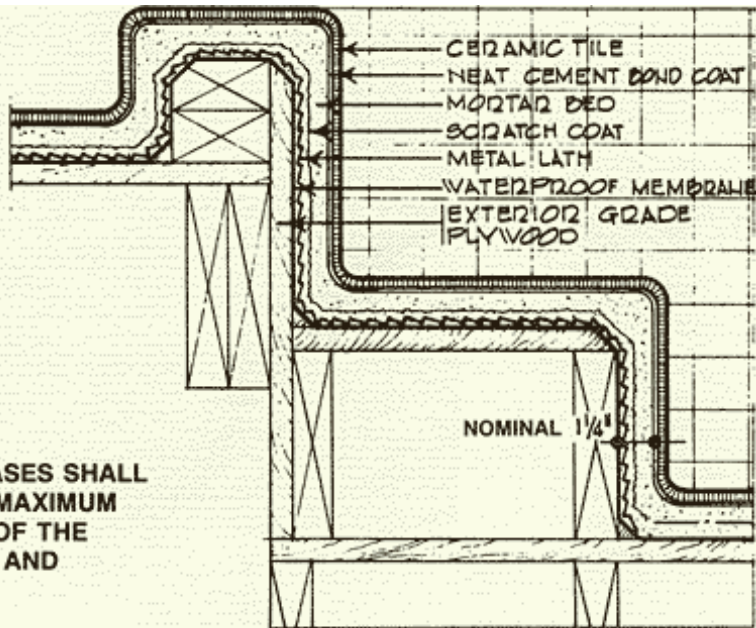 CERAMIC TILE
NEAT CEMENT BOND COAT
MORTAR BED
SCRATCH COAT
METAL LATH
WATERPROOF MEMBRANE
EXTERIOR GRADE
PLYWOOD
NOMINAL 1¼"
ASES SHALL
MAXIMUM
OF THE
AND